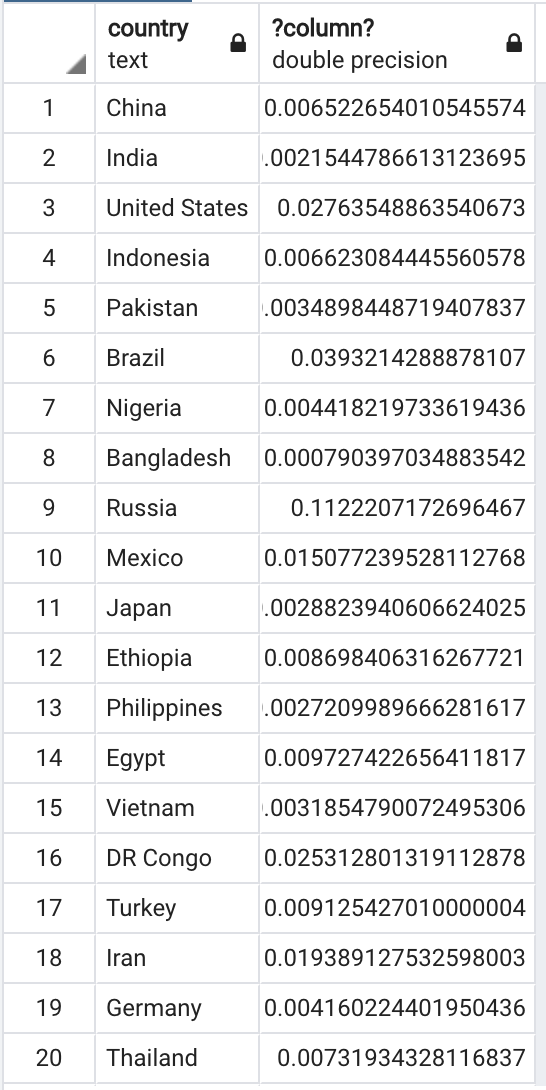 country ?column?
text double precision
1 China 0.006522654010545574
2 India .0021544786613123695
3 United States 0.02763548863540673
4 Indonesia 0.006623084445560578
5 Pakistan .0034898448719407837
6 Brazil 0.0393214288878107
7 Nigeria 0.004418219733619436
8 Bangladesh 0.000790397034883542
9 Russia 0.1122207172696467
10 Mexico 0.015077239528112768
11 Japan .0028823940606624025
12 Ethiopia 0.008698406316267721
13 Philippines .0027209989666281617
14 Egypt 0.009727422656411817
15 Vietnam .0031854790072495306
16 DR Congo 0.025312801319112878
17 Turkey 0.009125427010000004
18 Iran 0.019389127532598003
19 Germany 0.004160224401950436
20 Thailand 0.00731934328116837